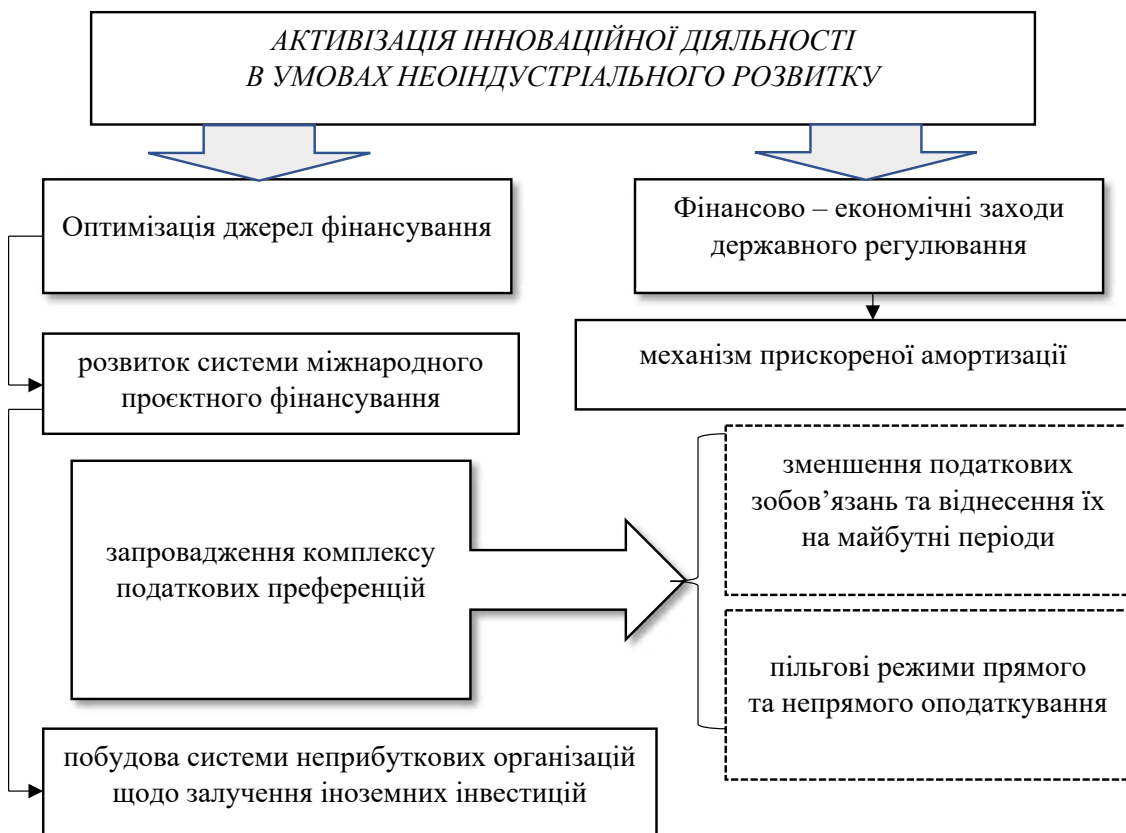 АКТИВІЗАЦІЯ ІННОВАЦІЙНОЇ ДІЯЛЬНОСТІ
В УМОВАХ НЕОІНДУСТРІАЛЬНОГО РОЗВИТКУ
Оптимізація джерел фінансування
Фінансово – економічні заходи
державного регулювання
розвиток системи міжнародного
проєктного фінансування
механізм прискореної амортизації
запровадження комплексу
податкових преференцій
зменшення податкових
зобов’язань та віднесення їх
на майбутні періоди
пільгові режими прямого
та непрямого оподаткування
побудова системи неприбуткових організацій
щодо залучення іноземних інвестицій